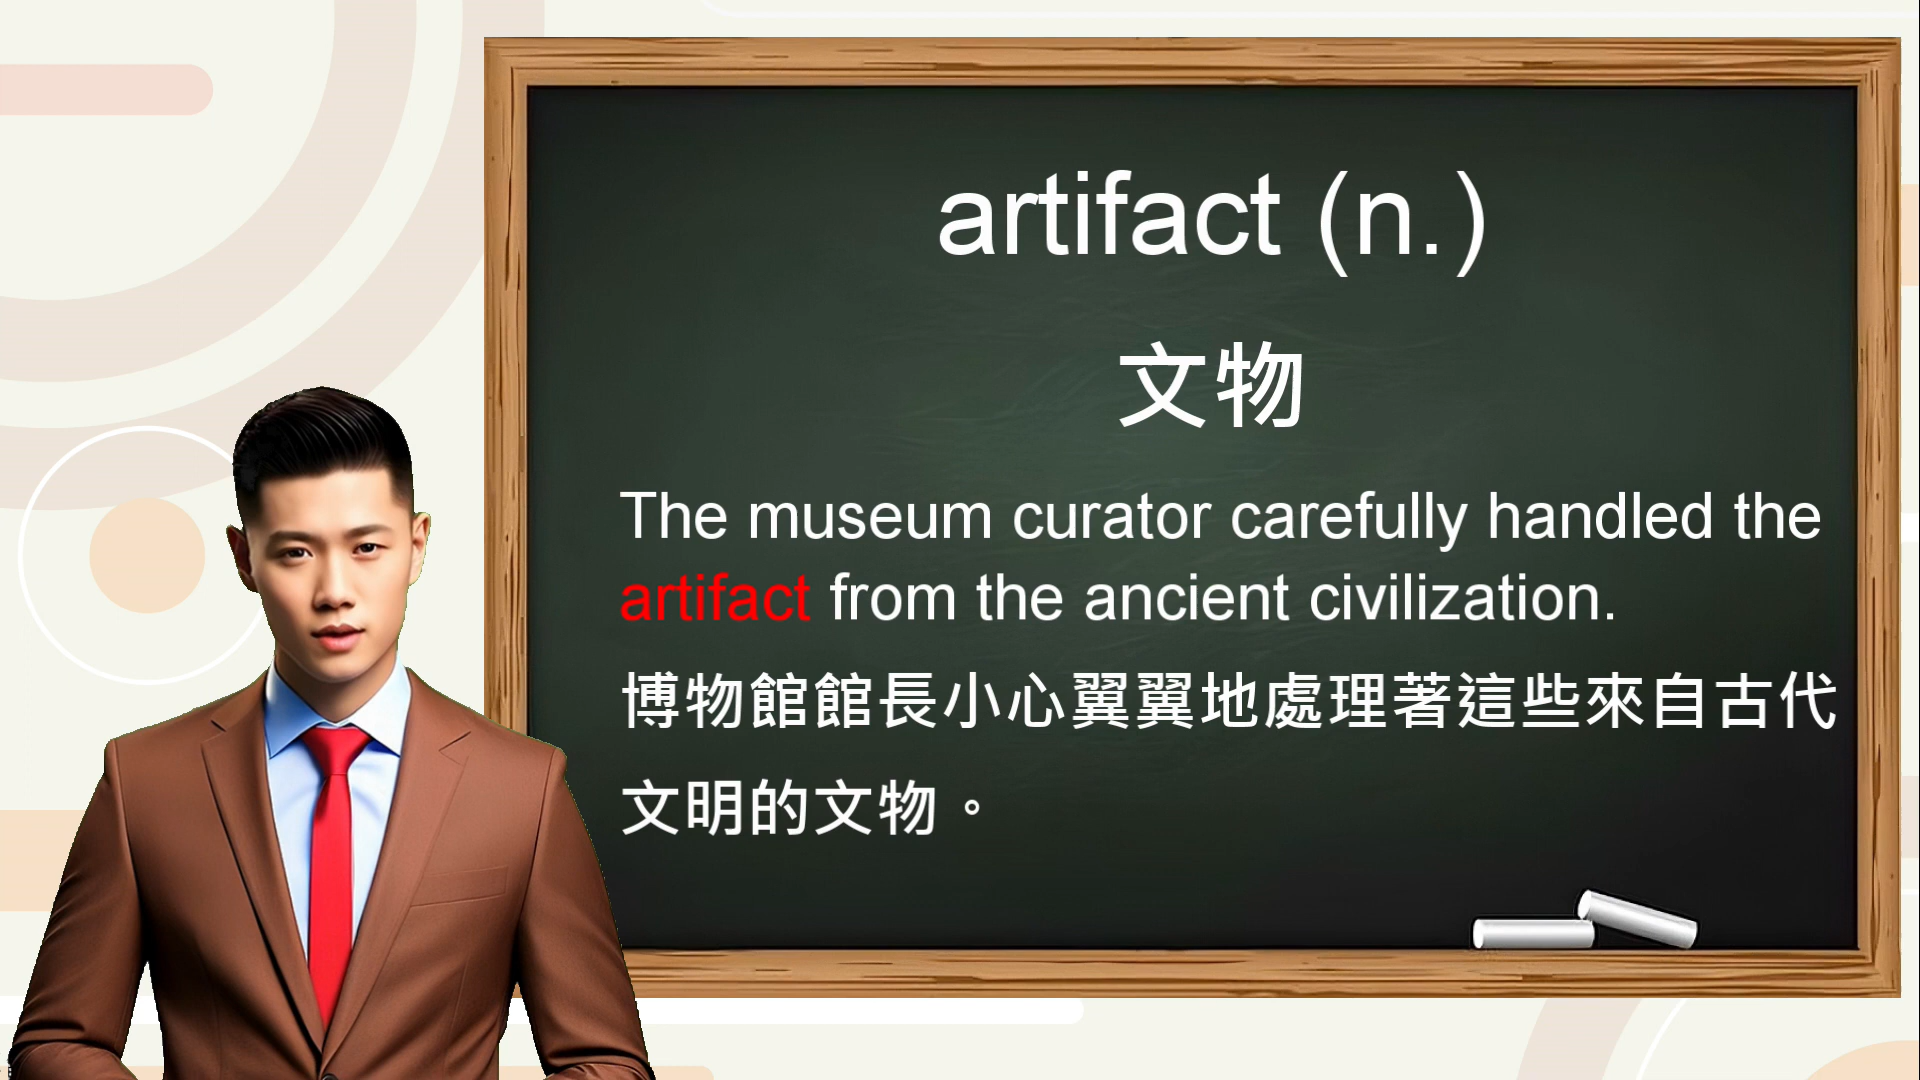 artifact (n.)
文物
The museum curator carefully handled the
artifact from the ancient civilization.
博物館館長小心翼翼地處理著這些來自古代
文明的文物。